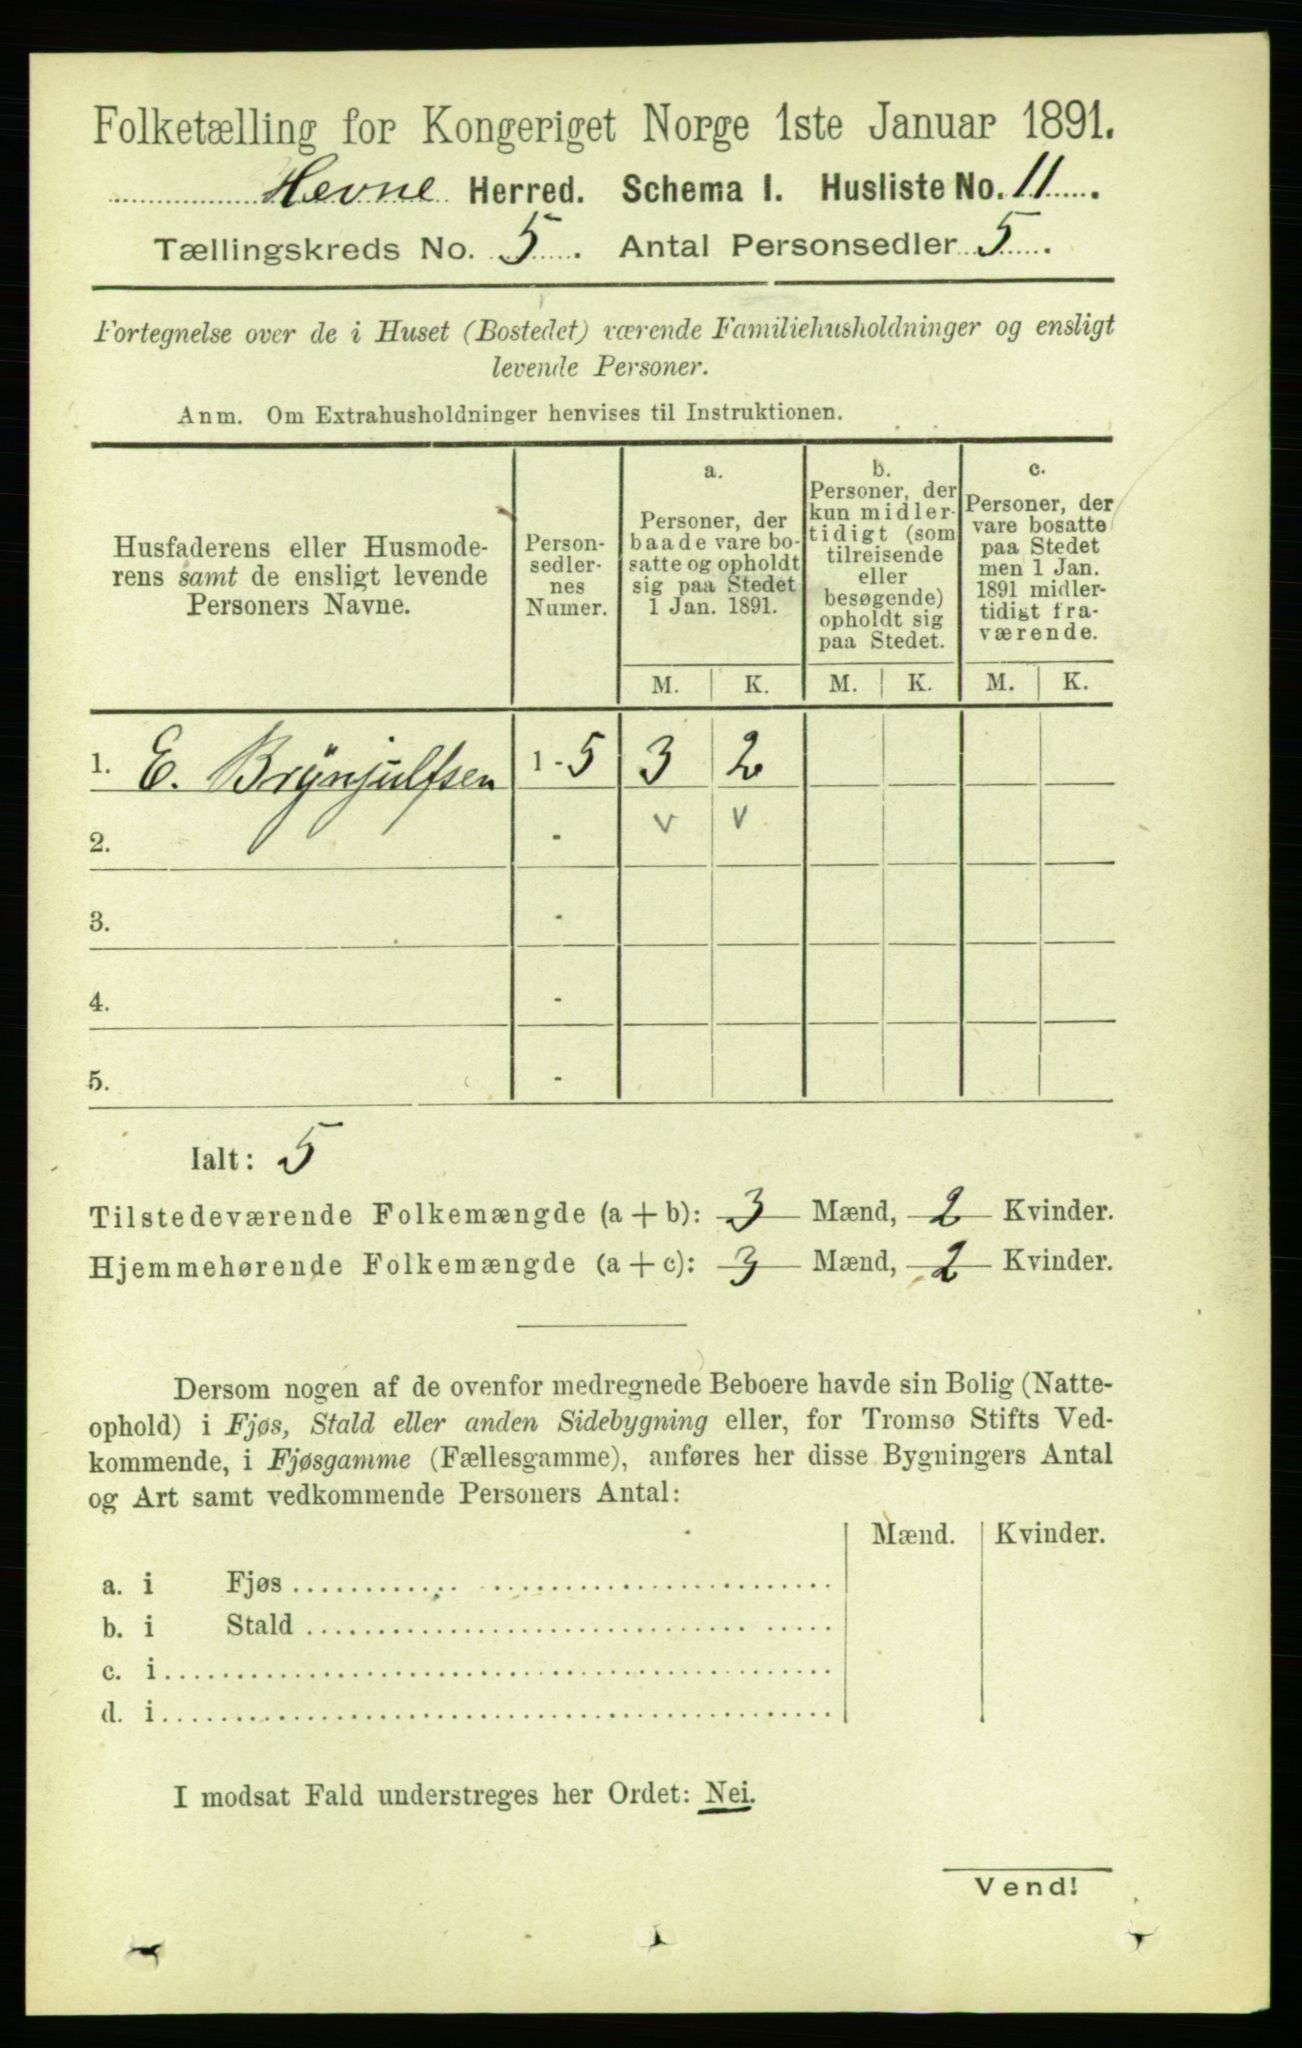 Folketælling for Kongeriget Norge 1ste Januar 1891.
Hevne Herred. Schema I. Husliste No. 11.
Tællingskreds No. 5. Antal Personsedler 5.
Fortegnelse over de i Huset (Bostedet) værende Familiehusholdninger og ensligt
levende Personer.
Anm. Om Extrahusholdninger henvises til Instruktionen.
Husfaderens eller Husmode-
rens samt de ensligt levende
Personers Navne.
Person-
sedler-
nes
Numer.
a.
Personer, der
baade vare bo-
satte og opholdt
sig paa Stedet
1 Jan. 1891.
b.
Personer, der
kun midler-
tidigt (som
tilreisende
eller
besøgende)
opholdt sig
paa Stedet.
c.
Personer, der
vare bosatte
paa Stedet
men 1 Jan.
1891 midler-
tidigt fra-
værende.
M. K. M. K. M. K.
1. E. Brynjulfsen 1-5 3 2
2. - v v
3. -
4. -
5. -
Ialt: 5
Tilstedeværende Folkemængde (a + b): 3 Mænd, 2 Kvinder.
Hjemmehørende Folkemængde (a + c): 3 Mænd, 2 Kvinder.
Dersom nogen af de ovenfor medregnede Beboere havde sin Bolig (Natte-
ophold) i Fjøs, Stald eller anden Sidebygning eller, for Tromsø Stifts Ved-
kommende, i Fjøsgamme (Fællesgamme), anføres her disse Bygningers Antal
og Art samt vedkommende Personers Antal:
Mænd. Kvinder.
a. i Fjøs
b. i Stald
c. i
d. i
I modsat Fald understreges her Ordet: Nei.
Vend!